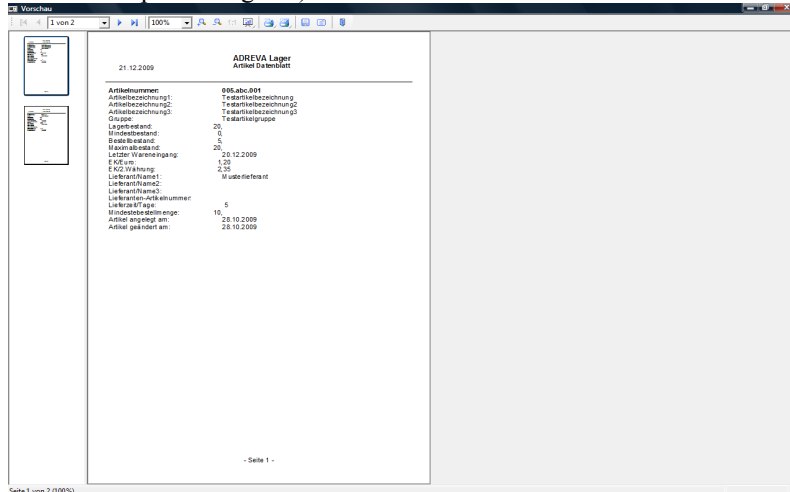 Vorschau
1 von 2 100% 1:1
ADREVA Lager
21.12.2009 Artikel Datenblatt
Artikelnummer: 005.abc.001
Artikelbezeichnung1: Testartikelbezeichnung
Artikelbezeichnung2: Testartikelbezeichnung2
Artikelbezeichnung3: Testartikelbezeichnung3
Gruppe: Testartikelgruppe
Lagerbestand: 20,
Mindestbestand: 0,
Bestellbestand: 5,
Maximalbestand: 20,
Letzter Wareneingang: 20.12.2009
EK/Euro: 1,20
EK/2.Währung: 2,35
Lieferant/Name1: Musterlieferant
Lieferant/Name2:
Lieferant/Name3:
Lieferanten-Artikelnummer:
Lieferzeit/Tage: 5
Mindestebestellmenge: 10,
Artikel angelegt am: 28.10.2009
Artikel geändert am: 28.10.2009
- Seite 1 -
Seite 1 von 2 (100%)